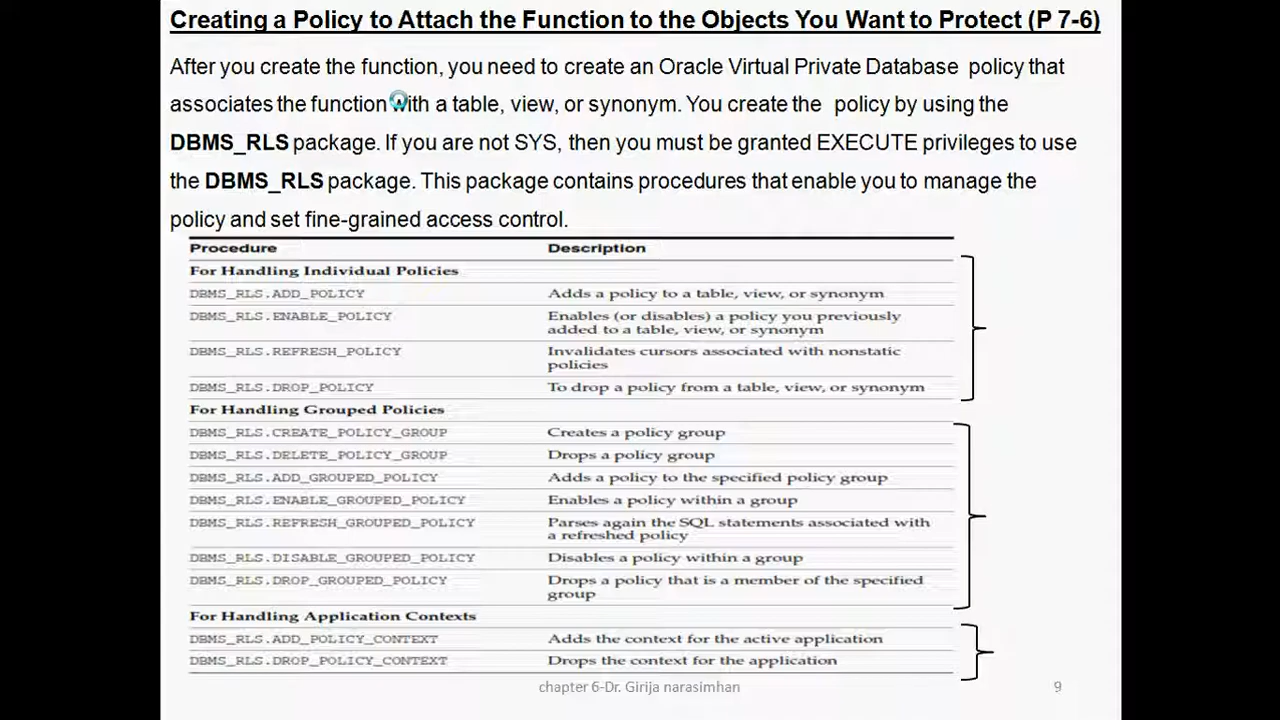 Creating a Policy to Attach the Function to the Objects You Want to Protect (P 7-6)
After you create the function, you need to create an Oracle Virtual Private Database policy that
associates the function with a table, view, or synonym. You create the policy by using the
DBMS_RLS package. If you are not SYS, then you must be granted EXECUTE privileges to use
the DBMS_RLS package. This package contains procedures that enable you to manage the
policy and set fine-grained access control.
Procedure Description
For Handling Individual Policies
DBMS_RLS.ADD_POLICY Adds a policy to a table, view, or synonym
DBMS_RLS.ENABLE_POLICY Enables (or disables) a policy you previously
added to a table, view, or synonym
DBMS_RLS.REFRESH_POLICY Invalidates cursors associated with nonstatic
policies
DBMS_RLS.DROP_POLICY To drop a policy from a table, view, or synonym
For Handling Grouped Policies
DBMS_RLS.CREATE_POLICY_GROUP Creates a policy group
DBMS_RLS.DELETE_POLICY_GROUP Drops a policy group
DBMS_RLS.ADD_GROUPED_POLICY Adds a policy to the specified policy group
DBMS_RLS.ENABLE_GROUPED_POLICY Enables a policy within a group
DBMS_RLS.REFRESH_GROUPED_POLICY Parses again the SQL statements associated with
a refreshed policy
DBMS_RLS.DISABLE_GROUPED_POLICY Disables a policy within a group
DBMS_RLS.DROP_GROUPED_POLICY Drops a policy that is a member of the specified
group
For Handling Application Contexts
DBMS_RLS.ADD_POLICY_CONTEXT Adds the context for the active application
DBMS_RLS.DROP_POLICY_CONTEXT Drops the context for the application
chapter 6-Dr. Girija narasimhan 9